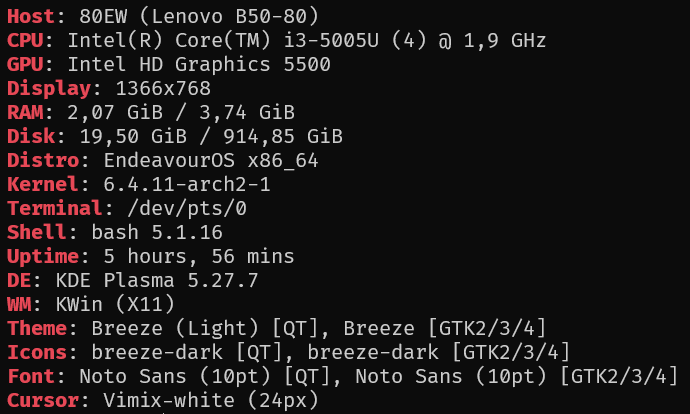 Host: 80EW (Lenovo B50-80)
CPU: Intel(R) Core(TM) i3-5005U (4) @ 1,9 GHz
GPU: Intel HD Graphics 5500
Display: 1366x768
RAM: 2,07 GiB / 3,74 GiB
Disk: 19,50 GiB / 914,85 GiB
Distro: EndeavourOS x86_64
Kernel: 6.4.11-arch2-1
Terminal: /dev/pts/0
Shell: bash 5.1.16
Uptime: 5 hours, 56 mins
DE: KDE Plasma 5.27.7
WM: KWin (X11)
Theme: Breeze (Light) [QT], Breeze [GTK2/3/4]
Icons: breeze-dark [QT], breeze-dark [GTK2/3/4]
Font: Noto Sans (10pt) [QT], Noto Sans (10pt) [GTK2/3/4]
Cursor: Vimix-white (24px)